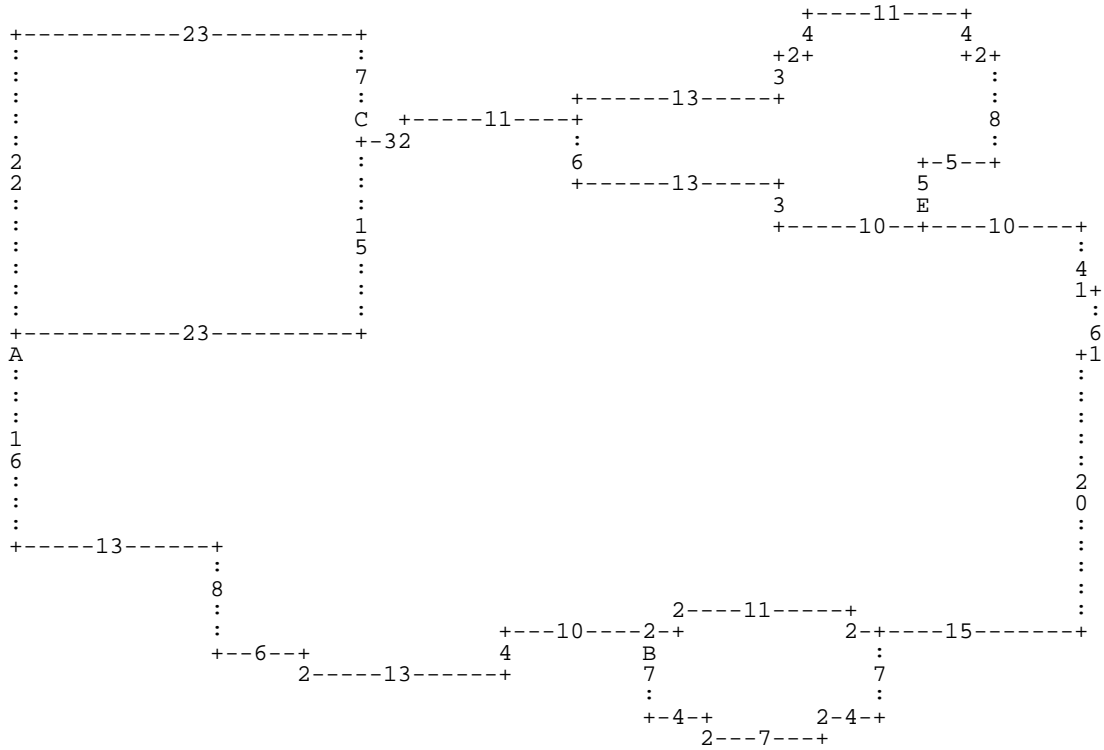 +----11----+
+-----------23----------+                              4          4
:                       :                            +2+          +2+
:                       7                            3              :
:                       :              +------13-----+              :
:                       C  +-----11----+                            8
:                       +-32           :                            :
2                       :              6                       +-5--+
2                       :              +------13-----+         5
:                       :                            3         E
:                       1                            +-----10--+----10----+
:                       5                                                 :
:                       :                                                 4
:                       :                                                 1+
:                       :                                                  :
+-----------23----------+                                                  6
A                                                                         +1
:                                                                         :
:                                                                         :
:                                                                         :
1                                                                         :
6                                                                         :
:                                                                         2
:                                                                         0
:                                                                         :
+-----13------+                                                           :
              :                                                           :
              8                                                           :
              :                               2----11-----+               :
              :                   +---10----2-+           2-+----15-------+
              +--6--+             4         B               :
                    2-----13------+         7               7
                                            :               :
                                            +-4-+       2-4-+
                                                2---7---+